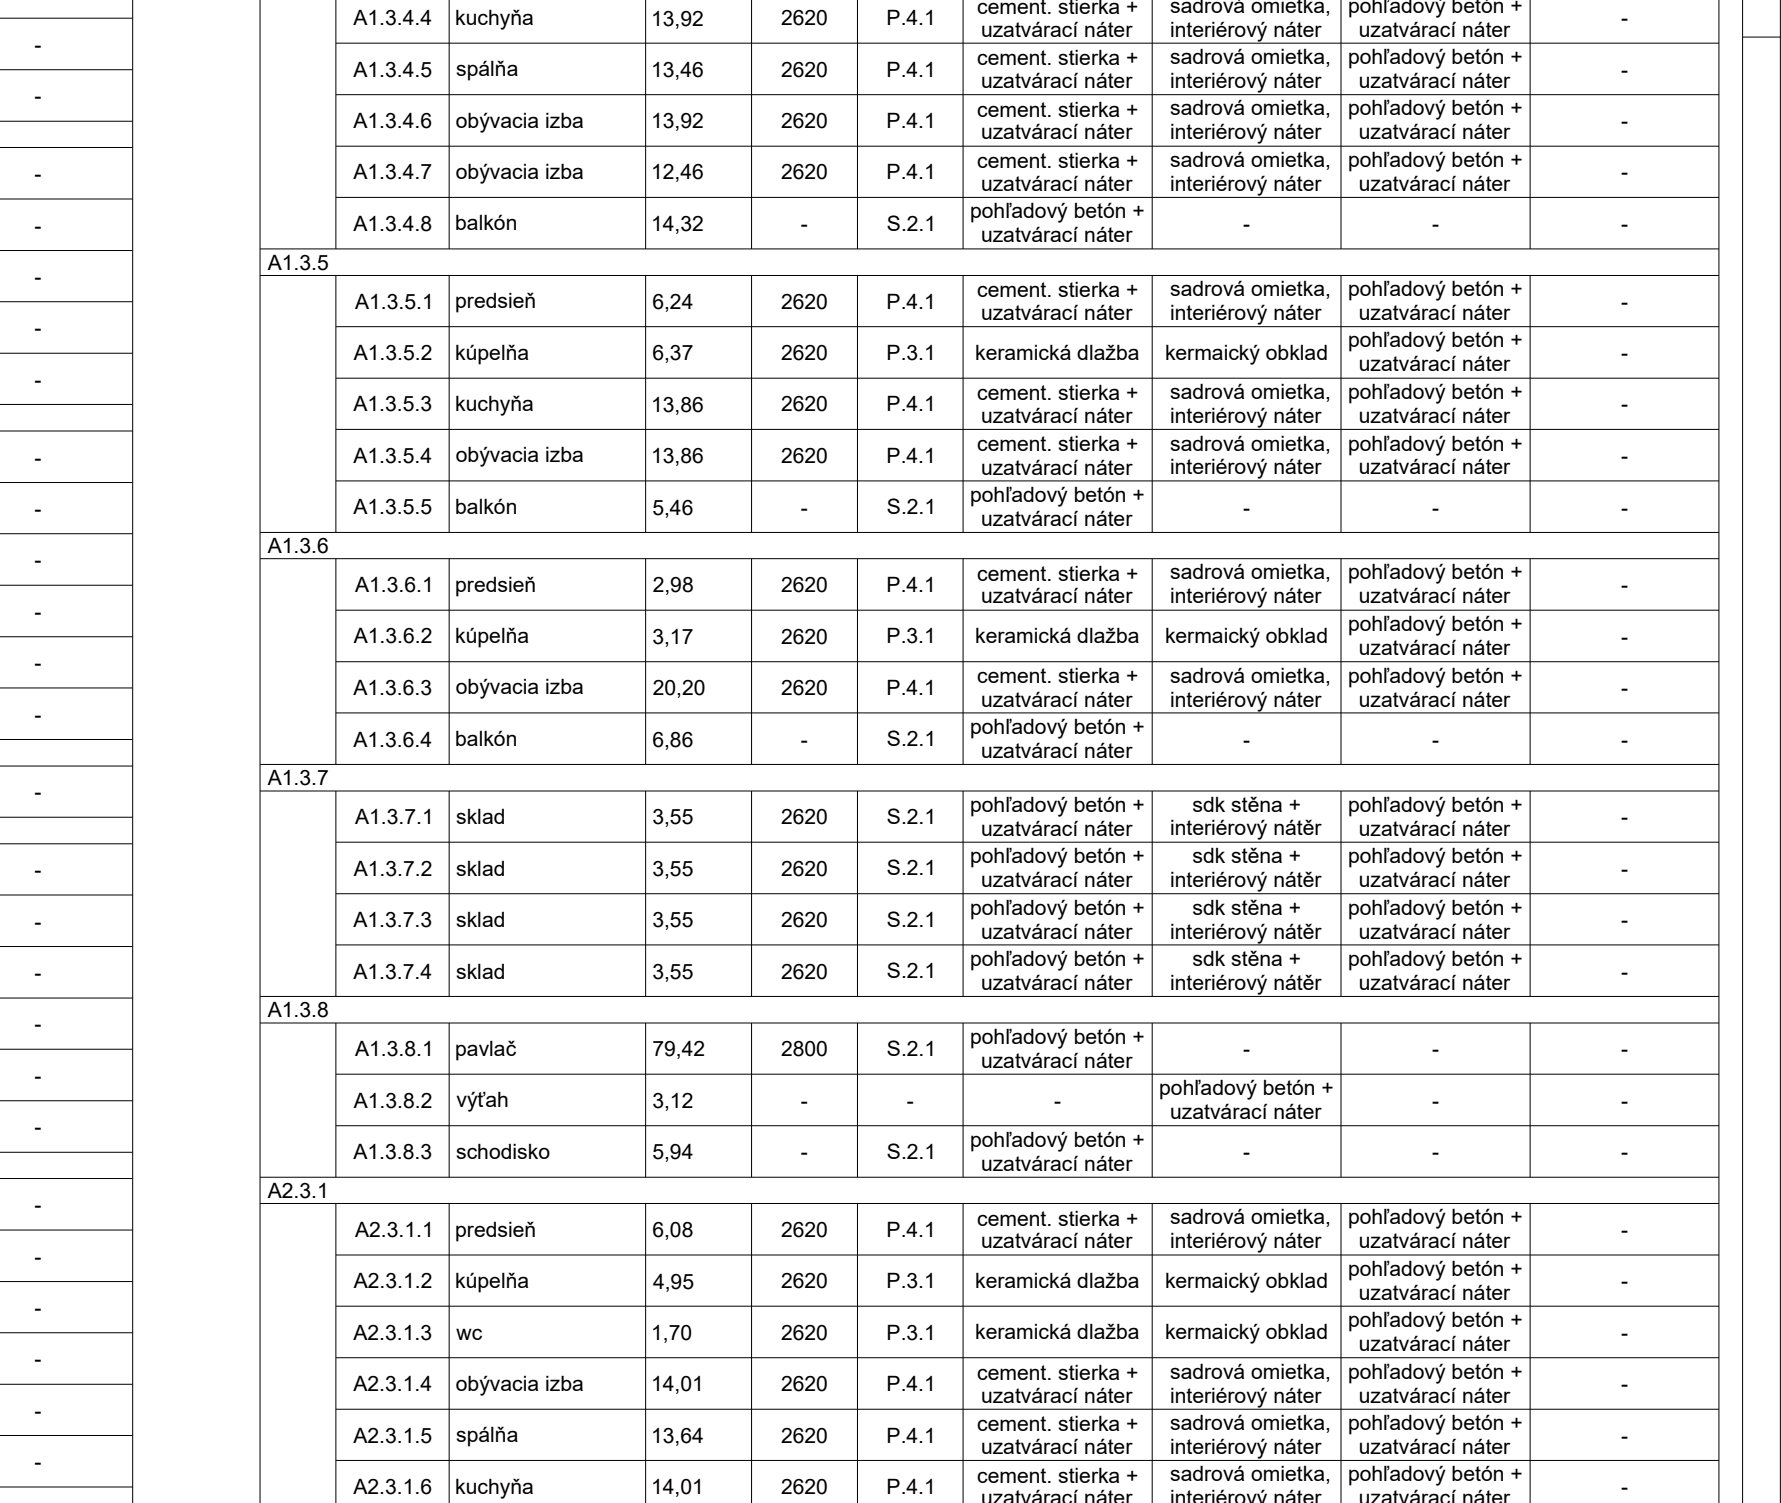 A1.3.4.4 kuchyňa 13,92 2620 P.4.1 cement. stierka + uzatvárací náter sadrová omietka, interiérový náter pohľadový betón + uzatvárací náter -
A1.3.4.5 spálňa 13,46 2620 P.4.1 cement. stierka + uzatvárací náter sadrová omietka, interiérový náter pohľadový betón + uzatvárací náter -
A1.3.4.6 obývacia izba 13,92 2620 P.4.1 cement. stierka + uzatvárací náter sadrová omietka, interiérový náter pohľadový betón + uzatvárací náter -
A1.3.4.7 obývacia izba 12,46 2620 P.4.1 cement. stierka + uzatvárací náter sadrová omietka, interiérový náter pohľadový betón + uzatvárací náter -
A1.3.4.8 balkón 14,32 - S.2.1 pohľadový betón + uzatvárací náter - - -
A1.3.5
A1.3.5.1 predsieň 6,24 2620 P.4.1 cement. stierka + uzatvárací náter sadrová omietka, interiérový náter pohľadový betón + uzatvárací náter -
A1.3.5.2 kúpelňa 6,37 2620 P.3.1 keramická dlažba kermaický obklad pohľadový betón + uzatvárací náter -
A1.3.5.3 kuchyňa 13,86 2620 P.4.1 cement. stierka + uzatvárací náter sadrová omietka, interiérový náter pohľadový betón + uzatvárací náter -
A1.3.5.4 obývacia izba 13,86 2620 P.4.1 cement. stierka + uzatvárací náter sadrová omietka, interiérový náter pohľadový betón + uzatvárací náter -
A1.3.5.5 balkón 5,46 - S.2.1 pohľadový betón + uzatvárací náter - - -
A1.3.6
A1.3.6.1 predsieň 2,98 2620 P.4.1 cement. stierka + uzatvárací náter sadrová omietka, interiérový náter pohľadový betón + uzatvárací náter -
A1.3.6.2 kúpelňa 3,17 2620 P.3.1 keramická dlažba kermaický obklad pohľadový betón + uzatvárací náter -
A1.3.6.3 obývacia izba 20,20 2620 P.4.1 cement. stierka + uzatvárací náter sadrová omietka, interiérový náter pohľadový betón + uzatvárací náter -
A1.3.6.4 balkón 6,86 - S.2.1 pohľadový betón + uzatvárací náter - - -
A1.3.7
A1.3.7.1 sklad 3,55 2620 S.2.1 pohľadový betón + uzatvárací náter sdk stěna + interiérový nátěr pohľadový betón + uzatvárací náter -
A1.3.7.2 sklad 3,55 2620 S.2.1 pohľadový betón + uzatvárací náter sdk stěna + interiérový nátěr pohľadový betón + uzatvárací náter -
A1.3.7.3 sklad 3,55 2620 S.2.1 pohľadový betón + uzatvárací náter sdk stěna + interiérový nátěr pohľadový betón + uzatvárací náter -
A1.3.7.4 sklad 3,55 2620 S.2.1 pohľadový betón + uzatvárací náter sdk stěna + interiérový nátěr pohľadový betón + uzatvárací náter -
A1.3.8
A1.3.8.1 pavlač 79,42 2800 S.2.1 pohľadový betón + uzatvárací náter - - -
A1.3.8.2 výťah 3,12 - - - pohľadový betón + uzatvárací náter - -
A1.3.8.3 schodisko 5,94 - S.2.1 pohľadový betón + uzatvárací náter - - -
A2.3.1
A2.3.1.1 predsieň 6,08 2620 P.4.1 cement. stierka + uzatvárací náter sadrová omietka, interiérový náter pohľadový betón + uzatvárací náter -
A2.3.1.2 kúpelňa 4,95 2620 P.3.1 keramická dlažba kermaický obklad pohľadový betón + uzatvárací náter -
A2.3.1.3 wc 1,70 2620 P.3.1 keramická dlažba kermaický obklad pohľadový betón + uzatvárací náter -
A2.3.1.4 obývacia izba 14,01 2620 P.4.1 cement. stierka + uzatvárací náter sadrová omietka, interiérový náter pohľadový betón + uzatvárací náter -
A2.3.1.5 spálňa 13,64 2620 P.4.1 cement. stierka + uzatvárací náter sadrová omietka, interiérový náter pohľadový betón + uzatvárací náter -
A2.3.1.6 kuchyňa 14,01 2620 P.4.1 cement. stierka + uzatvárací náter sadrová omietka, interiérový náter pohľadový betón + uzatvárací náter -